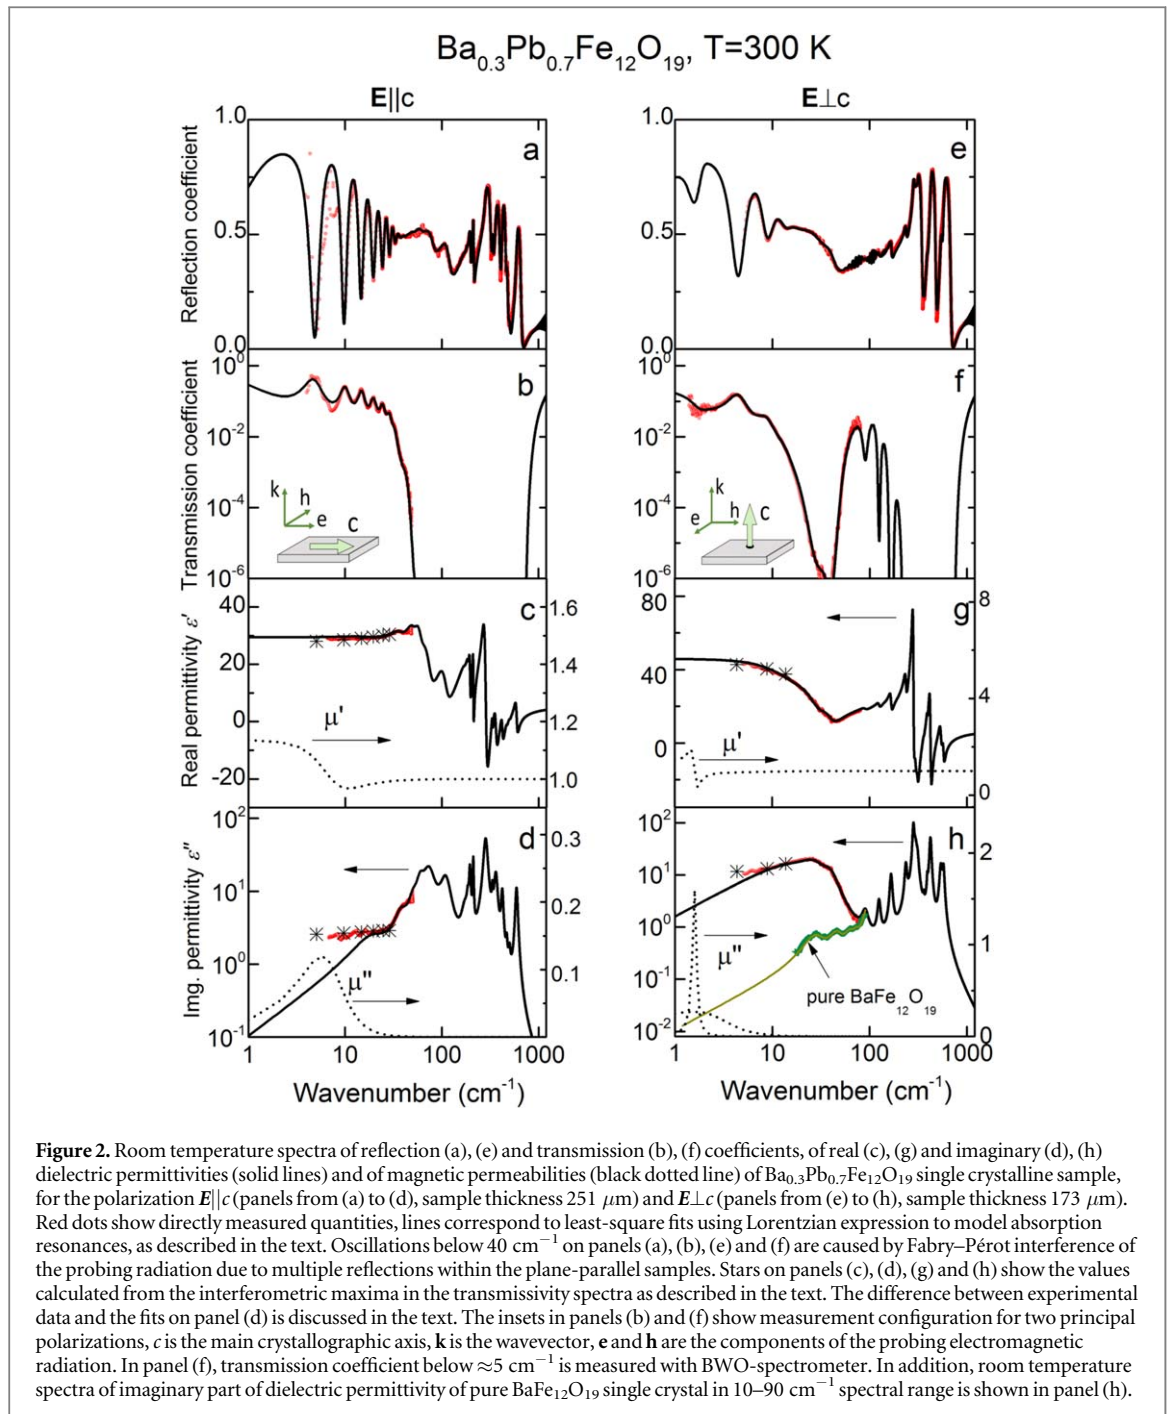 Ba0.3Pb0.7Fe12O19, T=300 K
E||c
E⊥c
Reflection coefficient
1.0
0.5
0.0
a
Reflection coefficient
1.0
0.5
0.0
e
Transmission coefficient
10^0
10^-2
10^-4
10^-6
b
k
h
e
c
Transmission coefficient
10^0
10^-2
10^-4
10^-6
f
k
h
e
c
Real permittivity ε'
40
20
0
-20
c
1.6
1.4
1.2
1.0
μ'
Real permittivity ε'
80
40
0
g
8
4
0
μ'
Img. permittivity ε''
10^2
10^1
10^0
10^-1
d
0.3
0.2
0.1
μ''
1 10 100 1000
Wavenumber (cm^-1)
Img. permittivity ε''
10^2
10^1
10^0
10^-1
10^-2
h
2
1
0
μ''
pure BaFe12O19
1 10 100 1000
Wavenumber (cm^-1)
Figure 2. Room temperature spectra of reflection (a), (e) and transmission (b), (f) coefficients, of real (c), (g) and imaginary (d), (h)
dielectric permittivities (solid lines) and of magnetic permeabilities (black dotted line) of Ba0.3Pb0.7Fe12O19 single crystalline sample,
for the polarization E||c (panels from (a) to (d), sample thickness 251 μm) and E⊥c (panels from (e) to (h), sample thickness 173 μm).
Red dots show directly measured quantities, lines correspond to least-square fits using Lorentzian expression to model absorption
resonances, as described in the text. Oscillations below 40 cm^-1 on panels (a), (b), (e) and (f) are caused by Fabry–Pérot interference of
the probing radiation due to multiple reflections within the plane-parallel samples. Stars on panels (c), (d), (g) and (h) show the values
calculated from the interferometric maxima in the transmissivity spectra as described in the text. The difference between experimental
data and the fits on panel (d) is discussed in the text. The insets in panels (b) and (f) show measurement configuration for two principal
polarizations, c is the main crystallographic axis, k is the wavevector, e and h are the components of the probing electromagnetic
radiation. In panel (f), transmission coefficient below ≈5 cm^-1 is measured with BWO-spectrometer. In addition, room temperature
spectra of imaginary part of dielectric permittivity of pure BaFe12O19 single crystal in 10–90 cm^-1 spectral range is shown in panel (h).